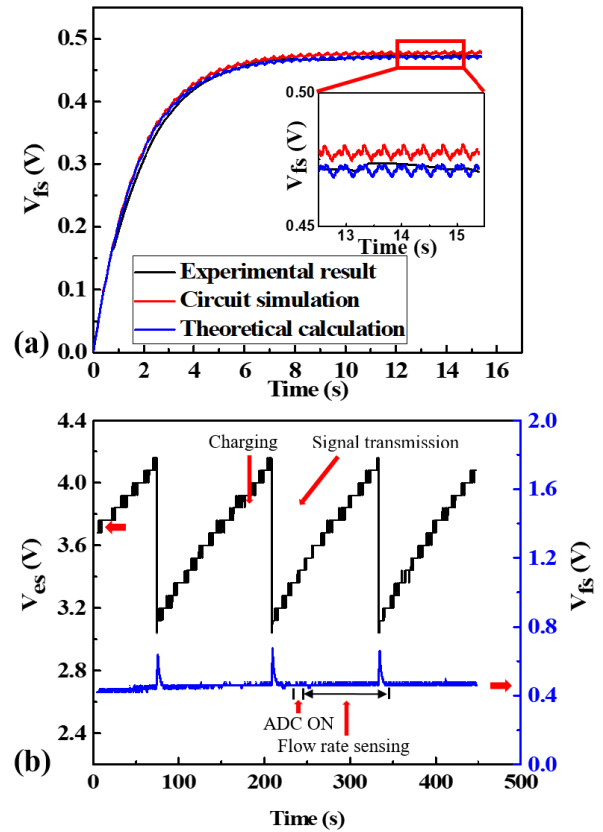 0.5
0.4
0.3
0.2
0.1
0.0
V_fs (V)
0.50
0.45
V_fs (V)
13 14 15
Time (s)
Experimental result
Circuit simulation
Theoretical calculation
(a)
0 2 4 6 8 10 12 14 16
Time (s)
4.4
4.0
3.6
3.2
2.8
2.4
V_es (V)
2.0
1.6
1.2
0.8
0.4
0.0
V_fs (V)
Charging
Signal transmission
ADC ON
Flow rate sensing
(b)
0 100 200 300 400 500
Time (s)